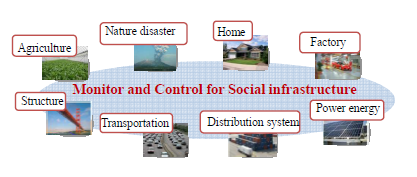 Nature disaster
Home
Agriculture
Factory
Monitor and Control for Social infrastructure
Structure
Transportation
Distribution system
Power energy